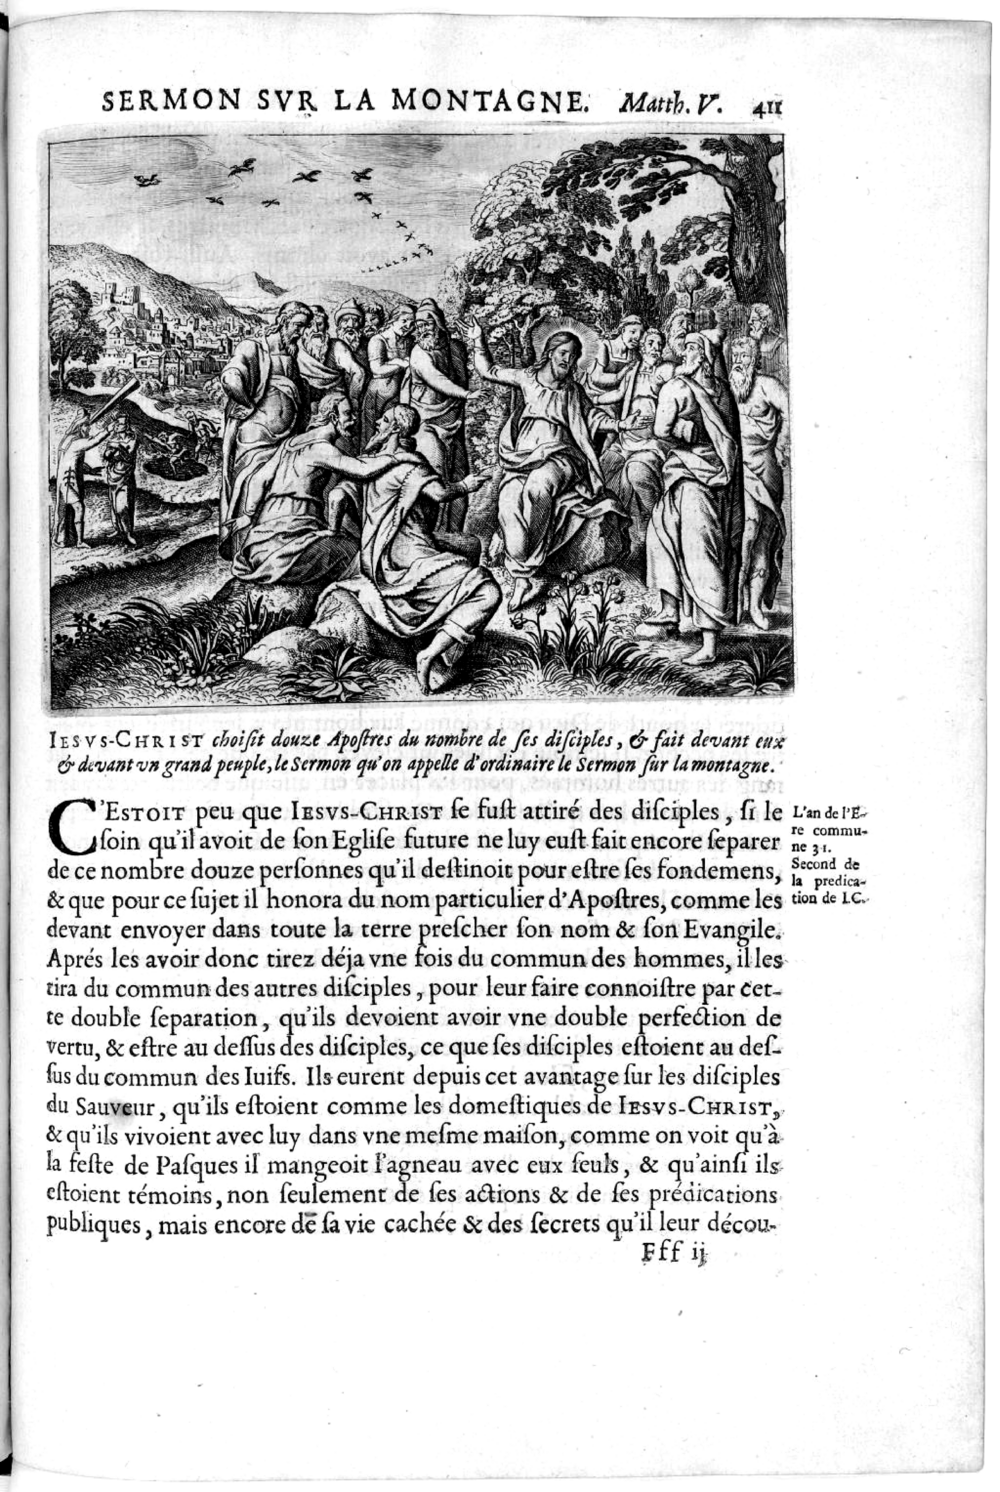 SERMON SVR LA MONTAGNE. Matth. V. 411
IESVS-CHRIST choiſit douze Apoſtres du nombre de ſes diſciples, & fait devant eux
& devant vn grand peuple, le Sermon qu'on appelle d'ordinaire le Sermon ſur la montagne.
C'ESTOIT peu que IESVS-CHRIST ſe fuſt attiré des diſciples, ſi le
ſoin qu'il avoit de ſon Egliſe future ne luy euſt fait encore ſeparer
de ce nombre douze perſonnes qu'il deſtinoit pour eſtre ſes fondemens,
& que pour ce ſujet il honora du nom particulier d'Apoſtres, comme les
devant envoyer dans toute la terre preſcher ſon nom & ſon Evangile.
Aprés les avoir donc tirez déja vne fois du commun des hommes, il les
tira du commun des autres diſciples, pour leur faire connoiſtre par cet-
te double ſeparation, qu'ils devoient avoir vne double perfection de
vertu, & eſtre au deſſus des diſciples, ce que ſes diſciples eſtoient au deſ-
ſus du commun des Iuifs. Ils eurent depuis cet avantage ſur les diſciples
du Sauveur, qu'ils eſtoient comme les domeſtiques de IESVS-CHRIST,
& qu'ils vivoient avec luy dans vne meſme maiſon, comme on voit qu'à
la feſte de Paſques il mangeoit l'agneau avec eux ſeuls, & qu'ainſi ils
eſtoient témoins, non ſeulement de ſes actions & de ſes prédications
publiques, mais encore de ſa vie cachée & des ſecrets qu'il leur décou-
Fff ij
L'an de l'E-
re commu-
ne 31.
Second de
la predica-
tion de I.C.